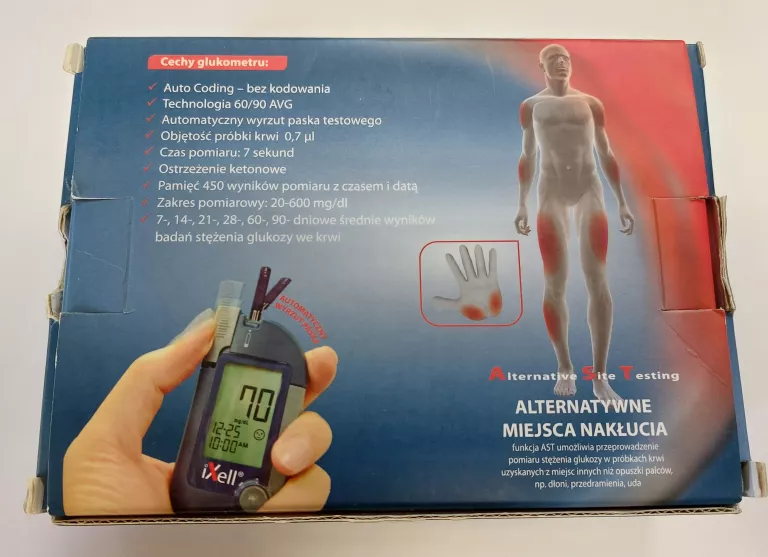 Cechy glukometru:
Auto Coding – bez kodowania
Technologia 60/90 AVG
Automatyczny wyrzut paska testowego
Objętość próbki krwi 0,7 µl
Czas pomiaru: 7 sekund
Ostrzeżenie ketonowe
Pamięć 450 wyników pomiaru z czasem i datą
Zakres pomiarowy: 20-600 mg/dl
7-, 14-, 21-, 28-, 60-, 90- dniowe średnie wyników
badań stężenia glukozy we krwi
AUTOMATYCZNY
WYRZUT PASKA
70
mg/dL
12-25
10:00 AM
iXell®
Alternative Site Testing
ALTERNATYWNE
MIEJSCA NAKŁUCIA
funkcja AST umożliwia przeprowadzenie
pomiaru stężenia glukozy w próbkach krwi
uzyskanych z miejsc innych niż opuszki palców,
np. dłoni, przedramienia, uda